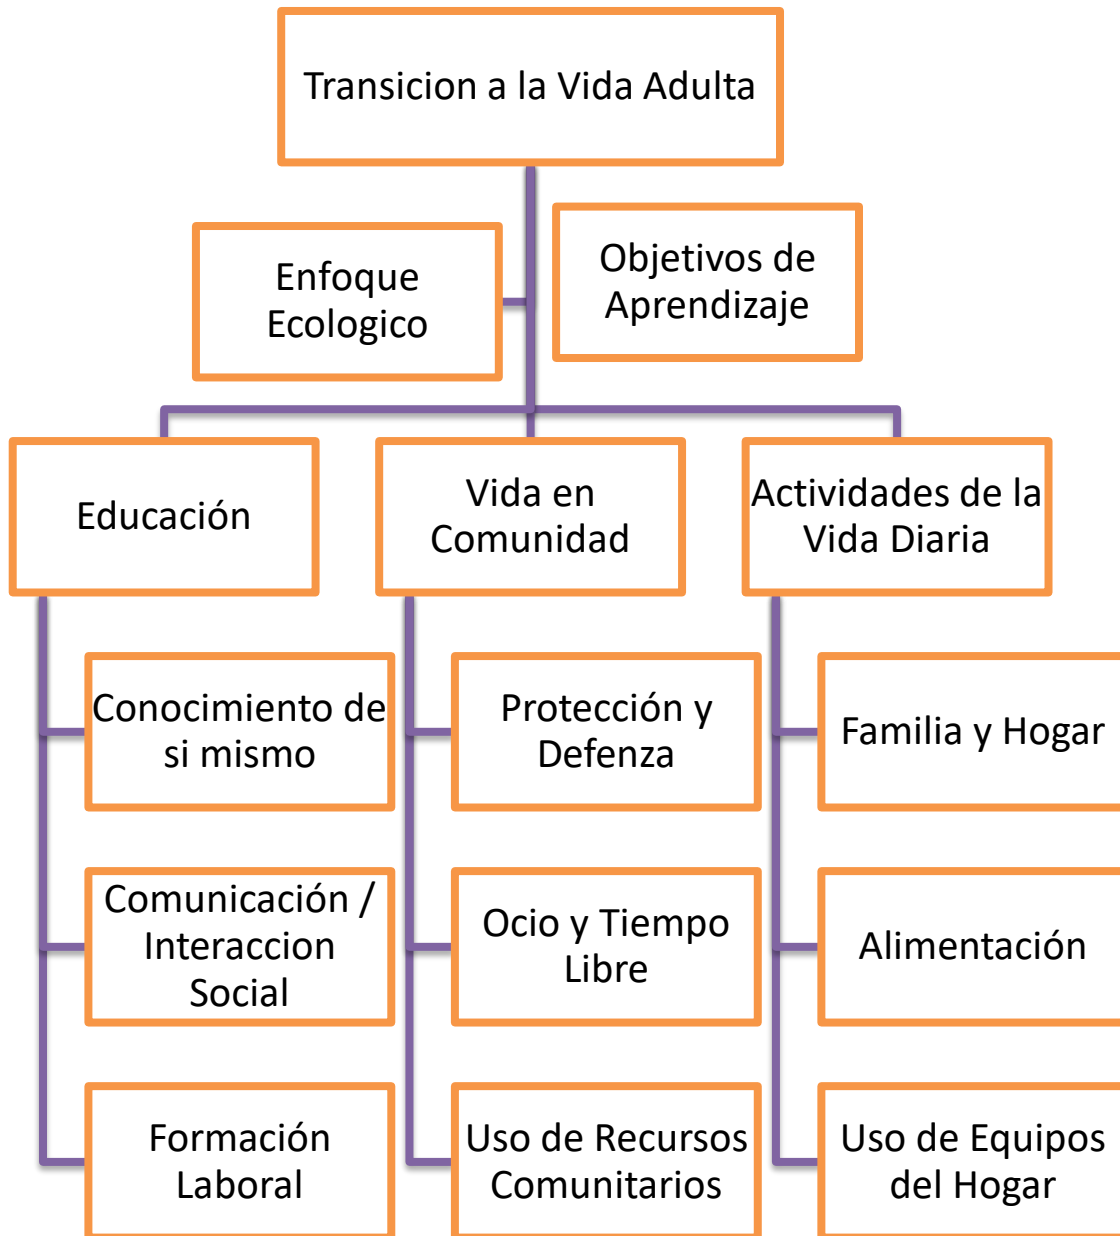 Transicion a la Vida Adulta
Enfoque
Ecologico
Objetivos de
Aprendizaje
Educación
Vida en
Comunidad
Actividades de la
Vida Diaria
Conocimiento de
si mismo
Protección y
Defenza
Familia y Hogar
Comunicación /
Interaccion
Social
Ocio y Tiempo
Libre
Alimentación
Formación
Laboral
Uso de Recursos
Comunitarios
Uso de Equipos
del Hogar